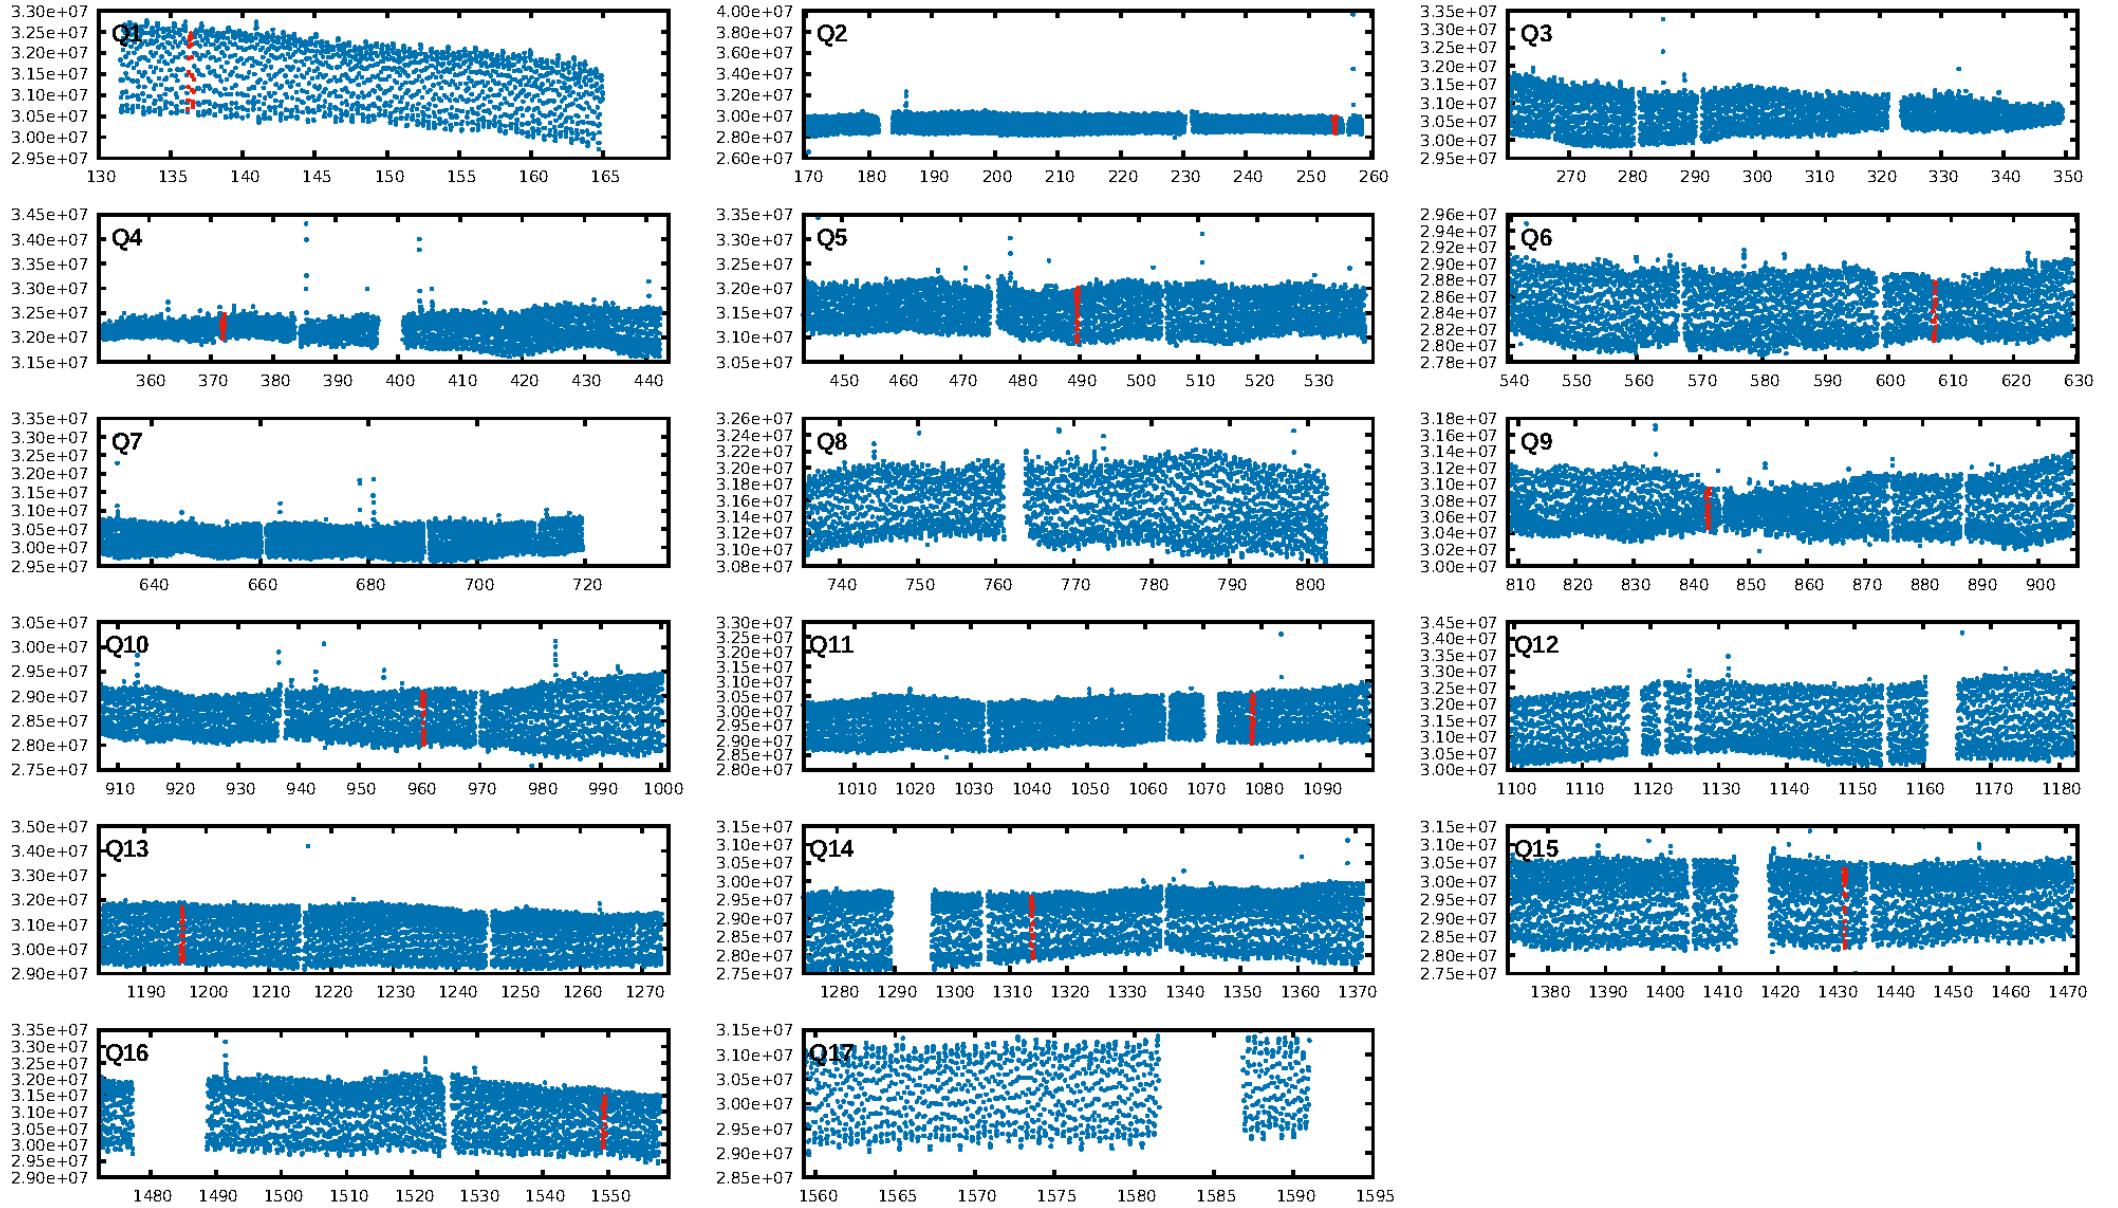 3.30e+07
3.25e+07
3.20e+07
3.15e+07
3.10e+07
3.05e+07
3.00e+07
2.95e+07
Q1
130 135 140 145 150 155 160 165
4.00e+07
3.80e+07
3.60e+07
3.40e+07
3.20e+07
3.00e+07
2.80e+07
2.60e+07
Q2
170 180 190 200 210 220 230 240 250 260
3.35e+07
3.30e+07
3.25e+07
3.20e+07
3.15e+07
3.10e+07
3.05e+07
3.00e+07
2.95e+07
Q3
270 280 290 300 310 320 330 340 350
3.45e+07
3.40e+07
3.35e+07
3.30e+07
3.25e+07
3.20e+07
3.15e+07
Q4
360 370 380 390 400 410 420 430 440
3.35e+07
3.30e+07
3.25e+07
3.20e+07
3.15e+07
3.10e+07
3.05e+07
Q5
450 460 470 480 490 500 510 520 530
2.96e+07
2.94e+07
2.92e+07
2.90e+07
2.88e+07
2.86e+07
2.84e+07
2.82e+07
2.80e+07
2.78e+07
Q6
540 550 560 570 580 590 600 610 620 630
3.35e+07
3.30e+07
3.25e+07
3.20e+07
3.15e+07
3.10e+07
3.05e+07
3.00e+07
2.95e+07
Q7
640 660 680 700 720
3.26e+07
3.24e+07
3.22e+07
3.20e+07
3.18e+07
3.16e+07
3.14e+07
3.12e+07
3.10e+07
3.08e+07
Q8
740 750 760 770 780 790 800
3.18e+07
3.16e+07
3.14e+07
3.12e+07
3.10e+07
3.08e+07
3.06e+07
3.04e+07
3.02e+07
3.00e+07
Q9
810 820 830 840 850 860 870 880 890 900
3.05e+07
3.00e+07
2.95e+07
2.90e+07
2.85e+07
2.80e+07
2.75e+07
Q10
910 920 930 940 950 960 970 980 990 1000
3.30e+07
3.25e+07
3.20e+07
3.15e+07
3.10e+07
3.05e+07
3.00e+07
2.95e+07
2.90e+07
2.85e+07
2.80e+07
Q11
1010 1020 1030 1040 1050 1060 1070 1080 1090
3.45e+07
3.40e+07
3.35e+07
3.30e+07
3.25e+07
3.20e+07
3.15e+07
3.10e+07
3.05e+07
3.00e+07
Q12
1100 1110 1120 1130 1140 1150 1160 1170 1180
3.50e+07
3.40e+07
3.30e+07
3.20e+07
3.10e+07
3.00e+07
2.90e+07
Q13
1190 1200 1210 1220 1230 1240 1250 1260 1270
3.15e+07
3.10e+07
3.05e+07
3.00e+07
2.95e+07
2.90e+07
2.85e+07
2.80e+07
2.75e+07
Q14
1280 1290 1300 1310 1320 1330 1340 1350 1360 1370
3.15e+07
3.10e+07
3.05e+07
3.00e+07
2.95e+07
2.90e+07
2.85e+07
2.80e+07
2.75e+07
Q15
1380 1390 1400 1410 1420 1430 1440 1450 1460 1470
3.35e+07
3.30e+07
3.25e+07
3.20e+07
3.15e+07
3.10e+07
3.05e+07
3.00e+07
2.95e+07
2.90e+07
Q16
1480 1490 1500 1510 1520 1530 1540 1550
3.15e+07
3.10e+07
3.05e+07
3.00e+07
2.95e+07
2.90e+07
2.85e+07
Q17
1560 1565 1570 1575 1580 1585 1590 1595